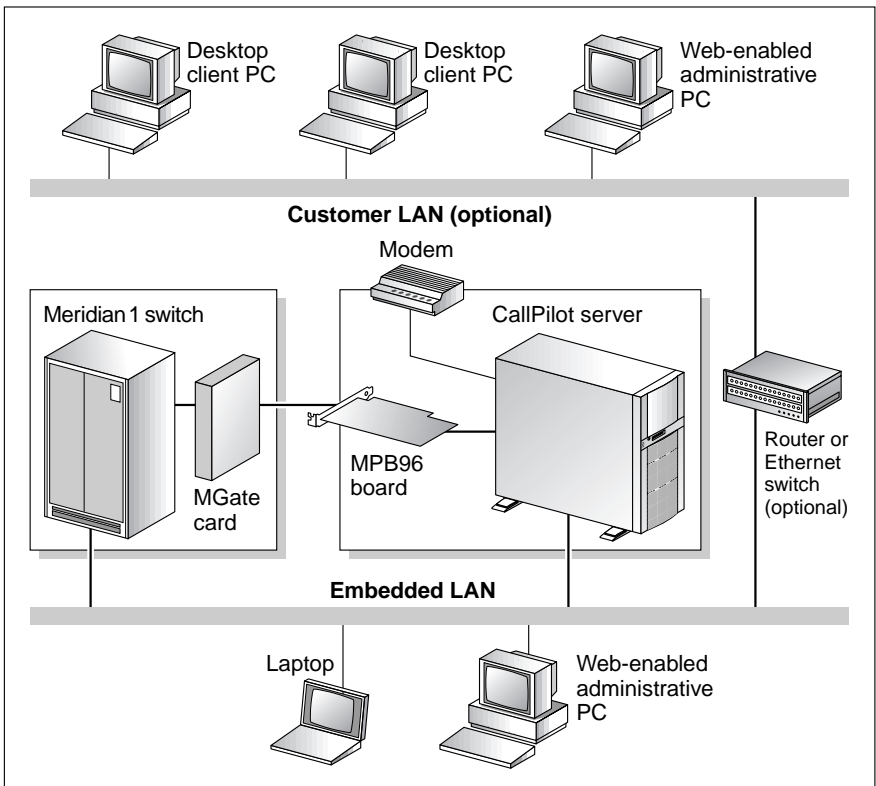 Desktop
client PC
Desktop
client PC
Web-enabled
administrative
PC
Customer LAN (optional)
Modem
Meridian 1 switch
CallPilot server
MGate
card
MPB96
board
Router or
Ethernet
switch
(optional)
Embedded LAN
Laptop
Web-enabled
administrative
PC